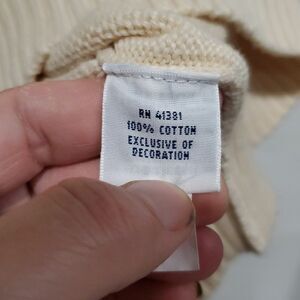 RN 41381
100% COTTON
EXCLUSIVE OF
DECORATION